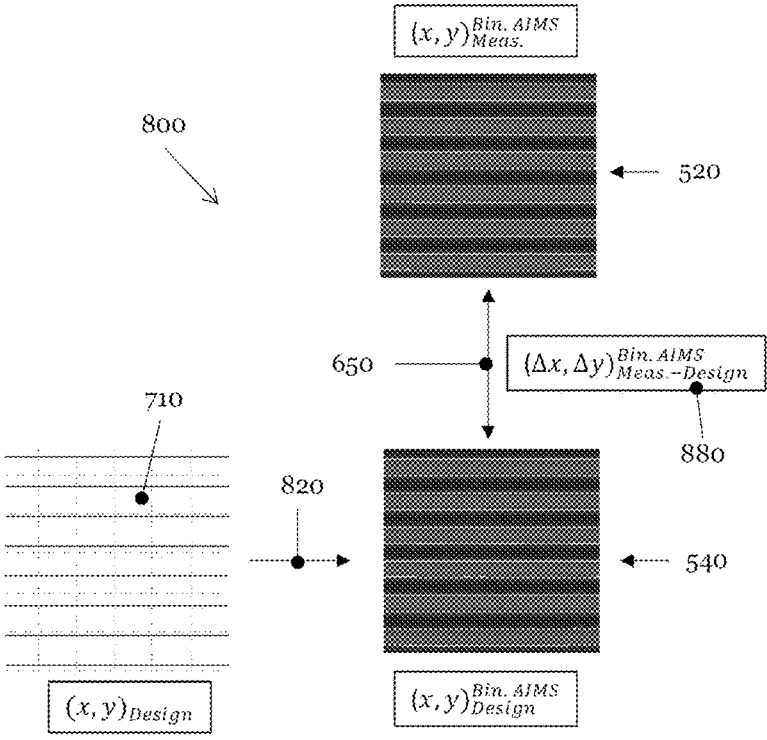 (x, y)Bin. AIMS Meas.
800
520
650
(Δx, Δy)Bin. AIMS Meas.−Design
710
880
820
540
(x, y)Design
(x, y)Bin. AIMS Design